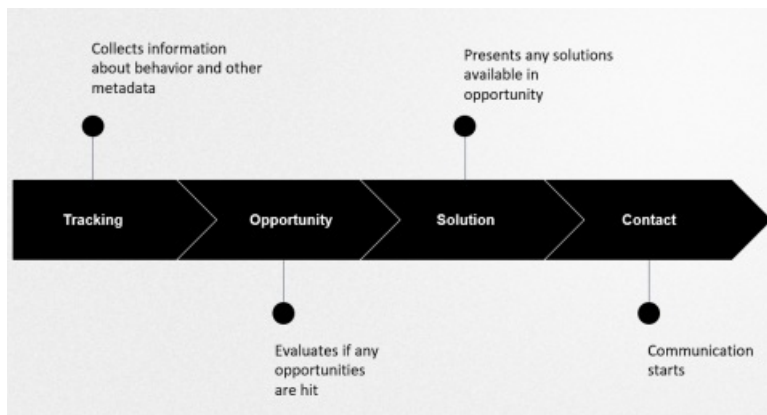 Collects information
about behavior and other
metadata
Presents any solutions
available in
opportunity
Tracking
Opportunity
Solution
Contact
Evaluates if any
opportunities
are hit
Communication
starts